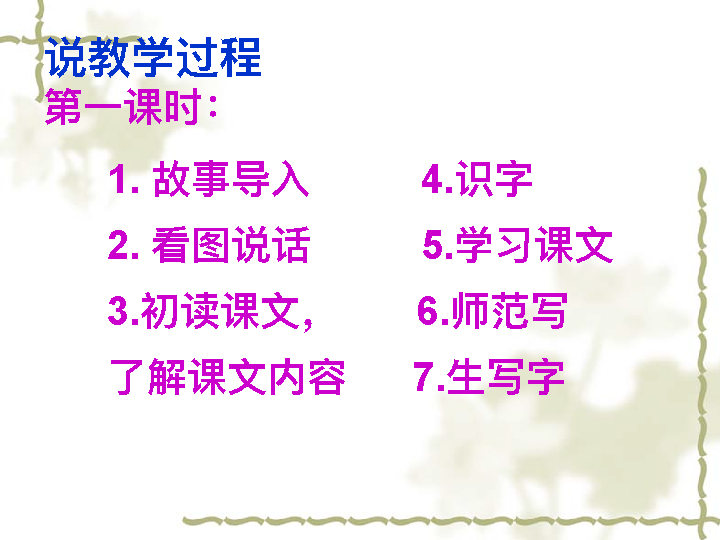 说教学过程
第一课时：
1. 故事导入
2. 看图说话
3.初读课文，
了解课文内容
4.识字
5.学习课文
6.师范写
7.生写字